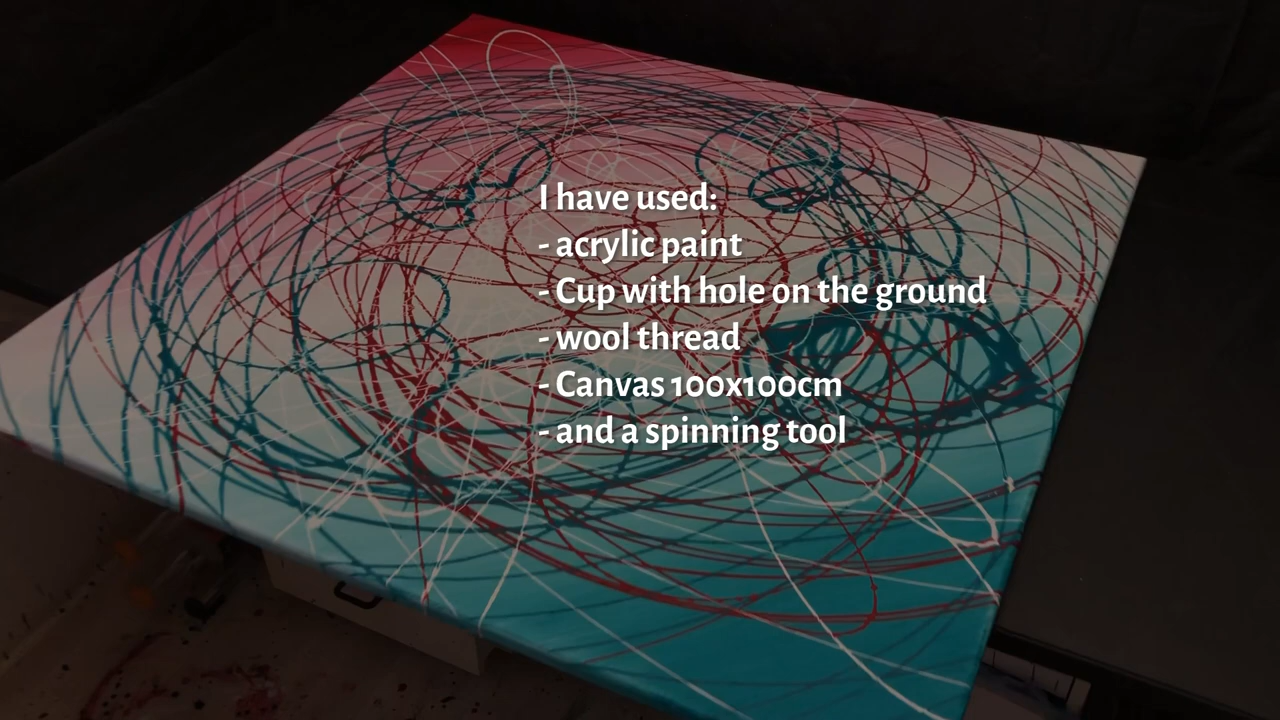 I have used:
- acrylic paint
- Cup with hole on the ground
- wool thread
- Canvas 100x100cm
- and a spinning tool